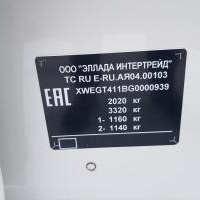 ООО "ЭЛЛАДА ИНТЕРТРЕЙД"
ТС RU E-RU.АЯ04.00103
EAC
XWEGT411BG0000939
2020 кг
3320 кг
1- 1160 кг
2- 1140 кг